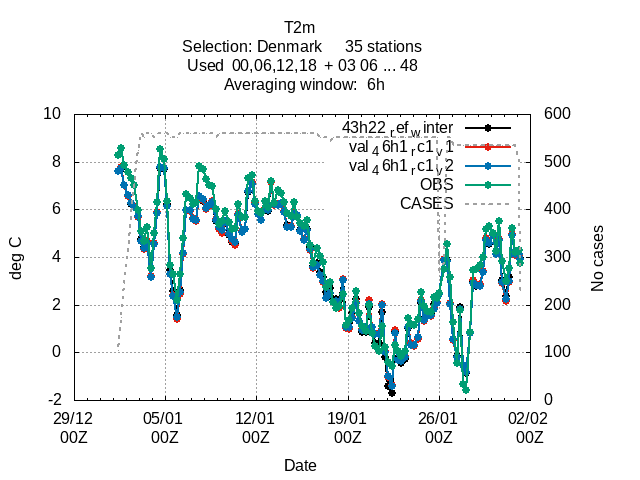 T2m
Selection: Denmark 35 stations
Used 00,06,12,18 + 03 06 ... 48
Averaging window: 6h
10
8
6
4
2
0
-2
deg C
600
500
400
300
200
100
0
No cases
43h22_ref_winter
val_46h1_rc1_v1
val_46h1_rc1_v2
OBS
CASES
29/12 05/01 12/01 19/01 26/01 02/02
00Z 00Z 00Z 00Z 00Z 00Z
Date